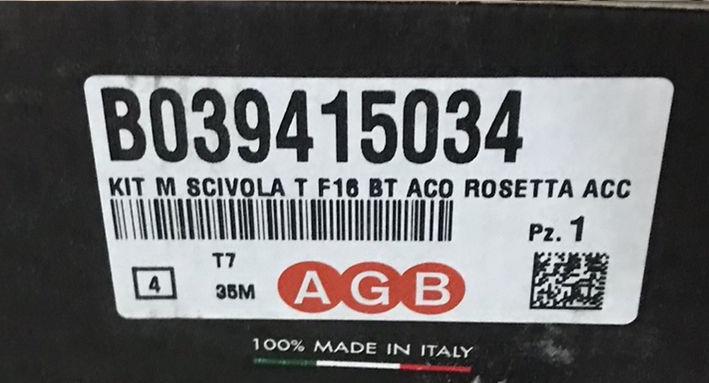 B039415034
KIT M SCIVOLA T F16 BT ACO ROSETTA ACC
Pz. 1
T7
4
35M
AGB
100% MADE IN ITALY